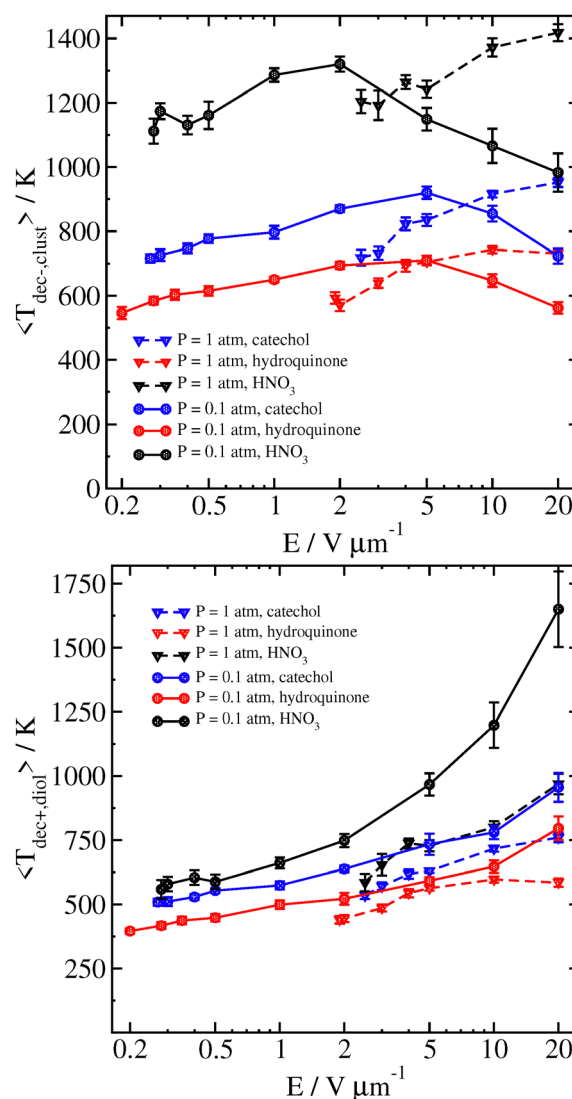 1400
1200
1000
800
600
400
200
0
<T_dec-,clust> / K
P = 1 atm, catechol
P = 1 atm, hydroquinone
P = 1 atm, HNO₃
P = 0.1 atm, catechol
P = 0.1 atm, hydroquinone
P = 0.1 atm, HNO₃
0.2 0.5 1 2 5 10 20
E / V μm⁻¹
1750
1500
1250
1000
750
500
250
<T_dec+,diol> / K
P = 1 atm, catechol
P = 1 atm, hydroquinone
P = 1 atm, HNO₃
P = 0.1 atm, catechol
P = 0.1 atm, hydroquinone
P = 0.1 atm, HNO₃
0.2 0.5 1 2 5 10 20
E / V μm⁻¹